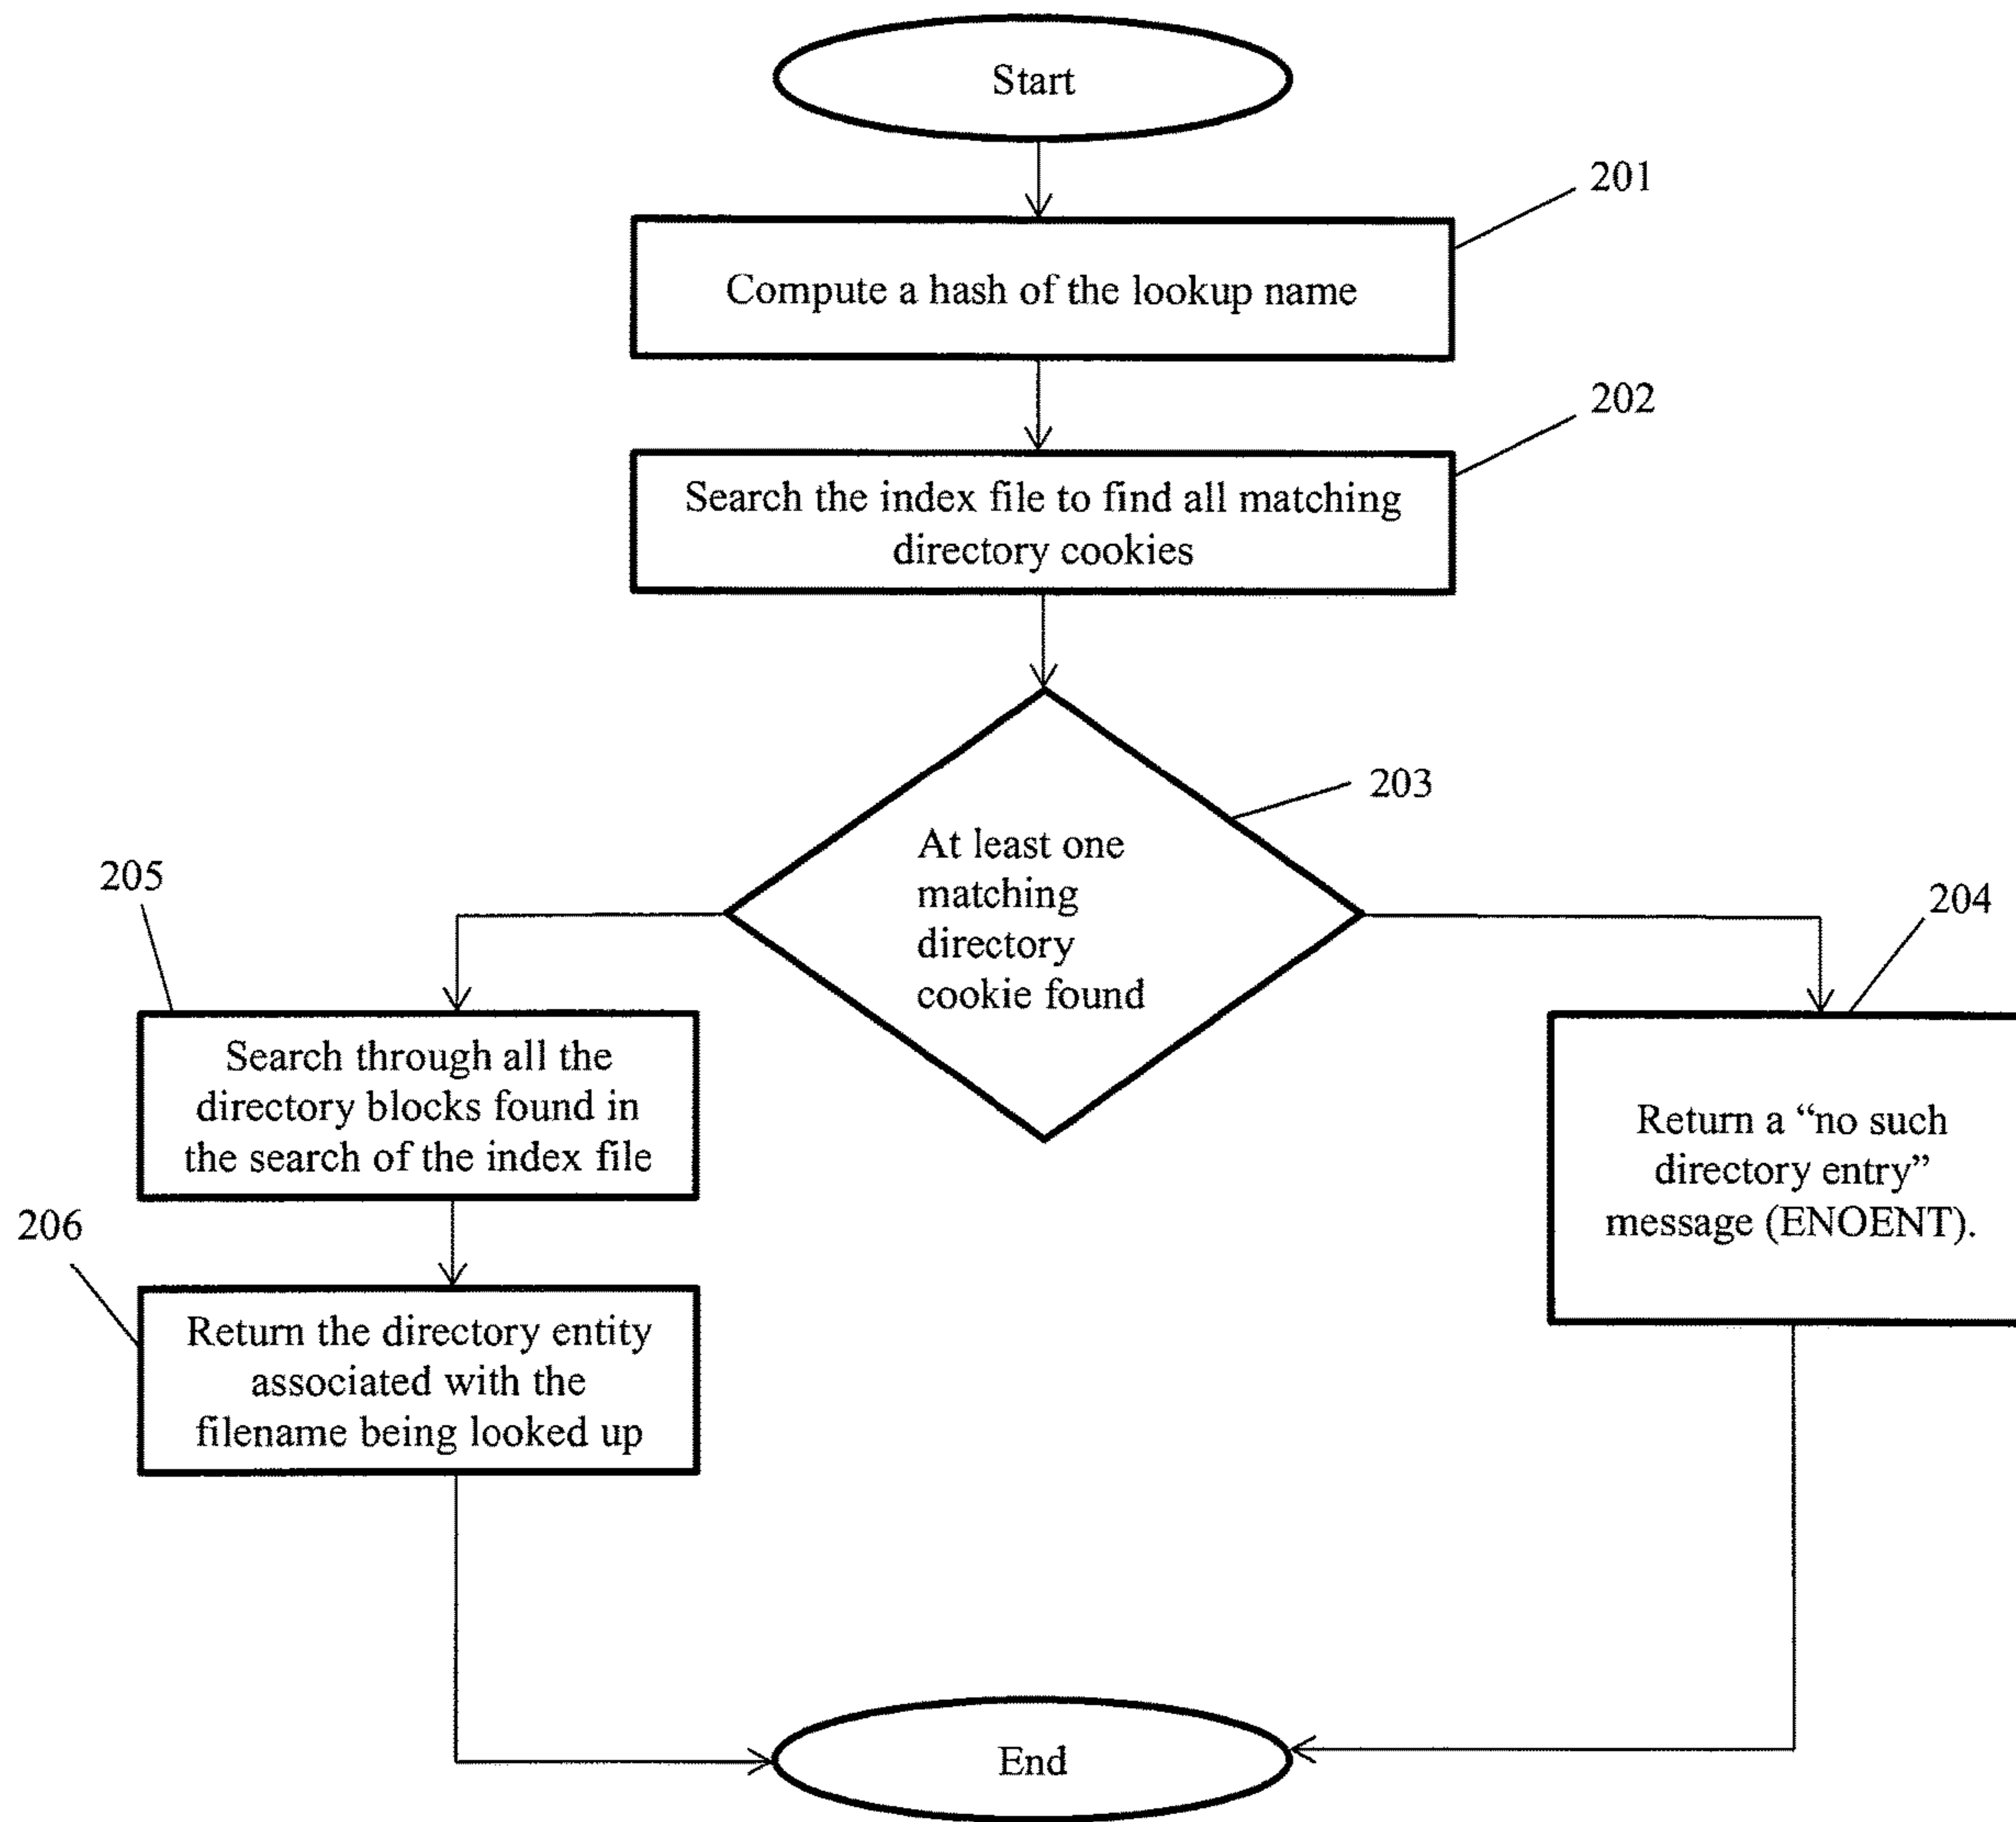 Start
201
Compute a hash of the lookup name
202
Search the index file to find all matching
directory cookies
203
At least one
matching
directory
cookie found
205
204
Search through all the
directory blocks found in
the search of the index file
Return a “no such
directory entry”
message (ENOENT).
206
Return the directory entity
associated with the
filename being looked up
End